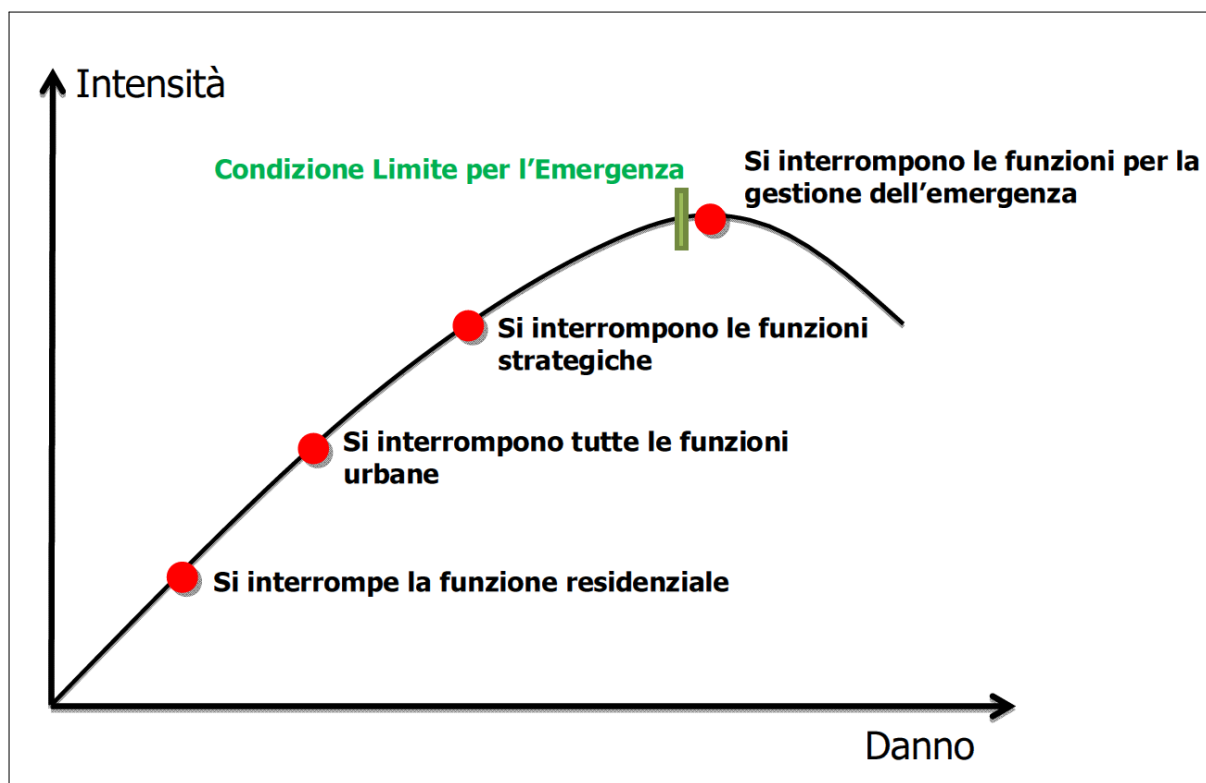 Intensità
Condizione Limite per l'Emergenza
Si interrompono le funzioni per la
gestione dell'emergenza
Si interrompono le funzioni
strategiche
Si interrompono tutte le funzioni
urbane
Si interrompe la funzione residenziale
Danno